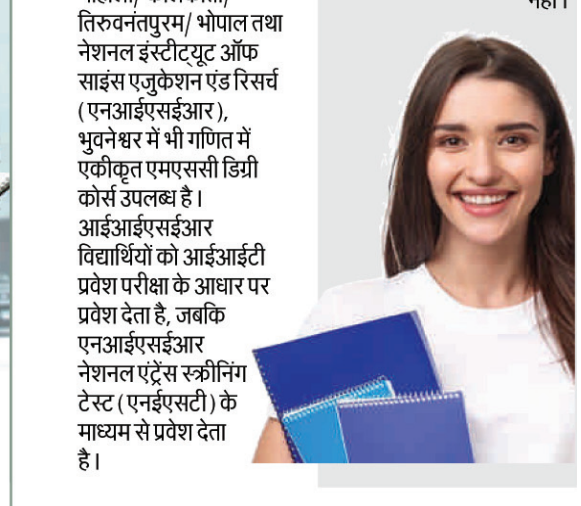 तिरुवनंतपुरम/ भोपाल तथा
नेशनल इंस्टीट्यूट ऑफ
साइंस एजुकेशन एंड रिसर्च
( एनआईएसईआर ),
भुवनेश्वर में भी गणित में
एकीकृत एमएससी डिग्री
कोर्स उपलब्ध है ।
आईआईएसईआर
विद्यार्थियों को आईआईटी
प्रवेश परीक्षा के आधार पर
प्रवेश देता है, जबकि
एनआईएसईआर
नेशनल एंट्रेंस स्क्रीनिंग
टेस्ट ( एनईएसटी ) के
माध्यम से प्रवेश देता
है ।